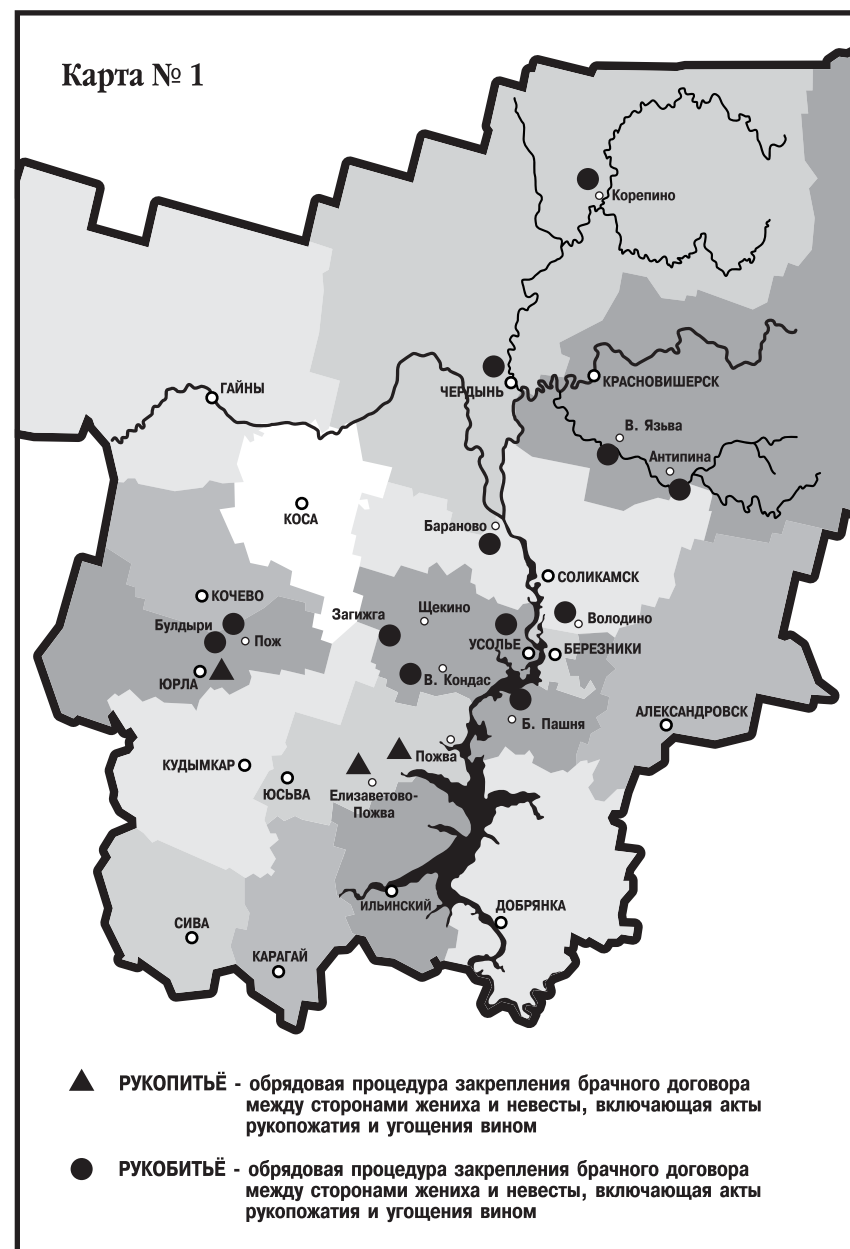 Карта № 1
Корепино
ЧЕРДЫНЬ
КРАСНОВИШЕРСК
ГАЙНЫ
В. Язьва
Антипина
КОСА
Бараново
СОЛИКАМСК
КОЧЕВО
Булдыри
Пож
Загижга
Щекино
Володино
УСОЛЬЕ
БЕРЕЗНИКИ
ЮРЛА
В. Кондас
Б. Пашня
АЛЕКСАНДРОВСК
КУДЫМКАР
ЮСЬВА
Пожва
Елизаветово-
Пожва
ИЛЬИНСКИЙ
ДОБРЯНКА
СИВА
КАРАГАЙ
РУКОПИТЬЁ - обрядовая процедура закрепления брачного договора
между сторонами жениха и невесты, включающая акты
рукопожатия и угощения вином
РУКОБИТЬЁ - обрядовая процедура закрепления брачного договора
между сторонами жениха и невесты, включающая акты
рукопожатия и угощения вином